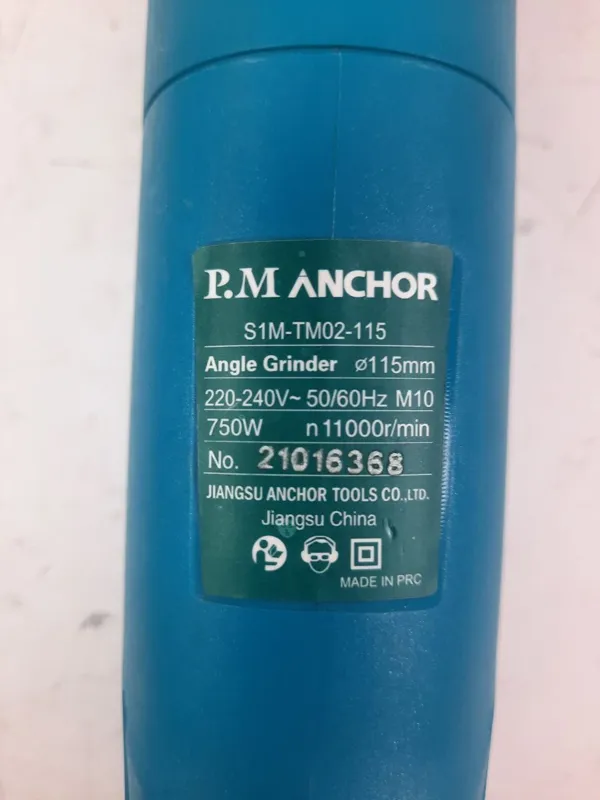 P.M ANCHOR
S1M-TM02-115
Angle Grinder ø115mm
220-240V~ 50/60Hz M10
750W n 11000r/min
No. 21016368
JIANGSU ANCHOR TOOLS CO.,LTD.
Jiangsu China
MADE IN PRC